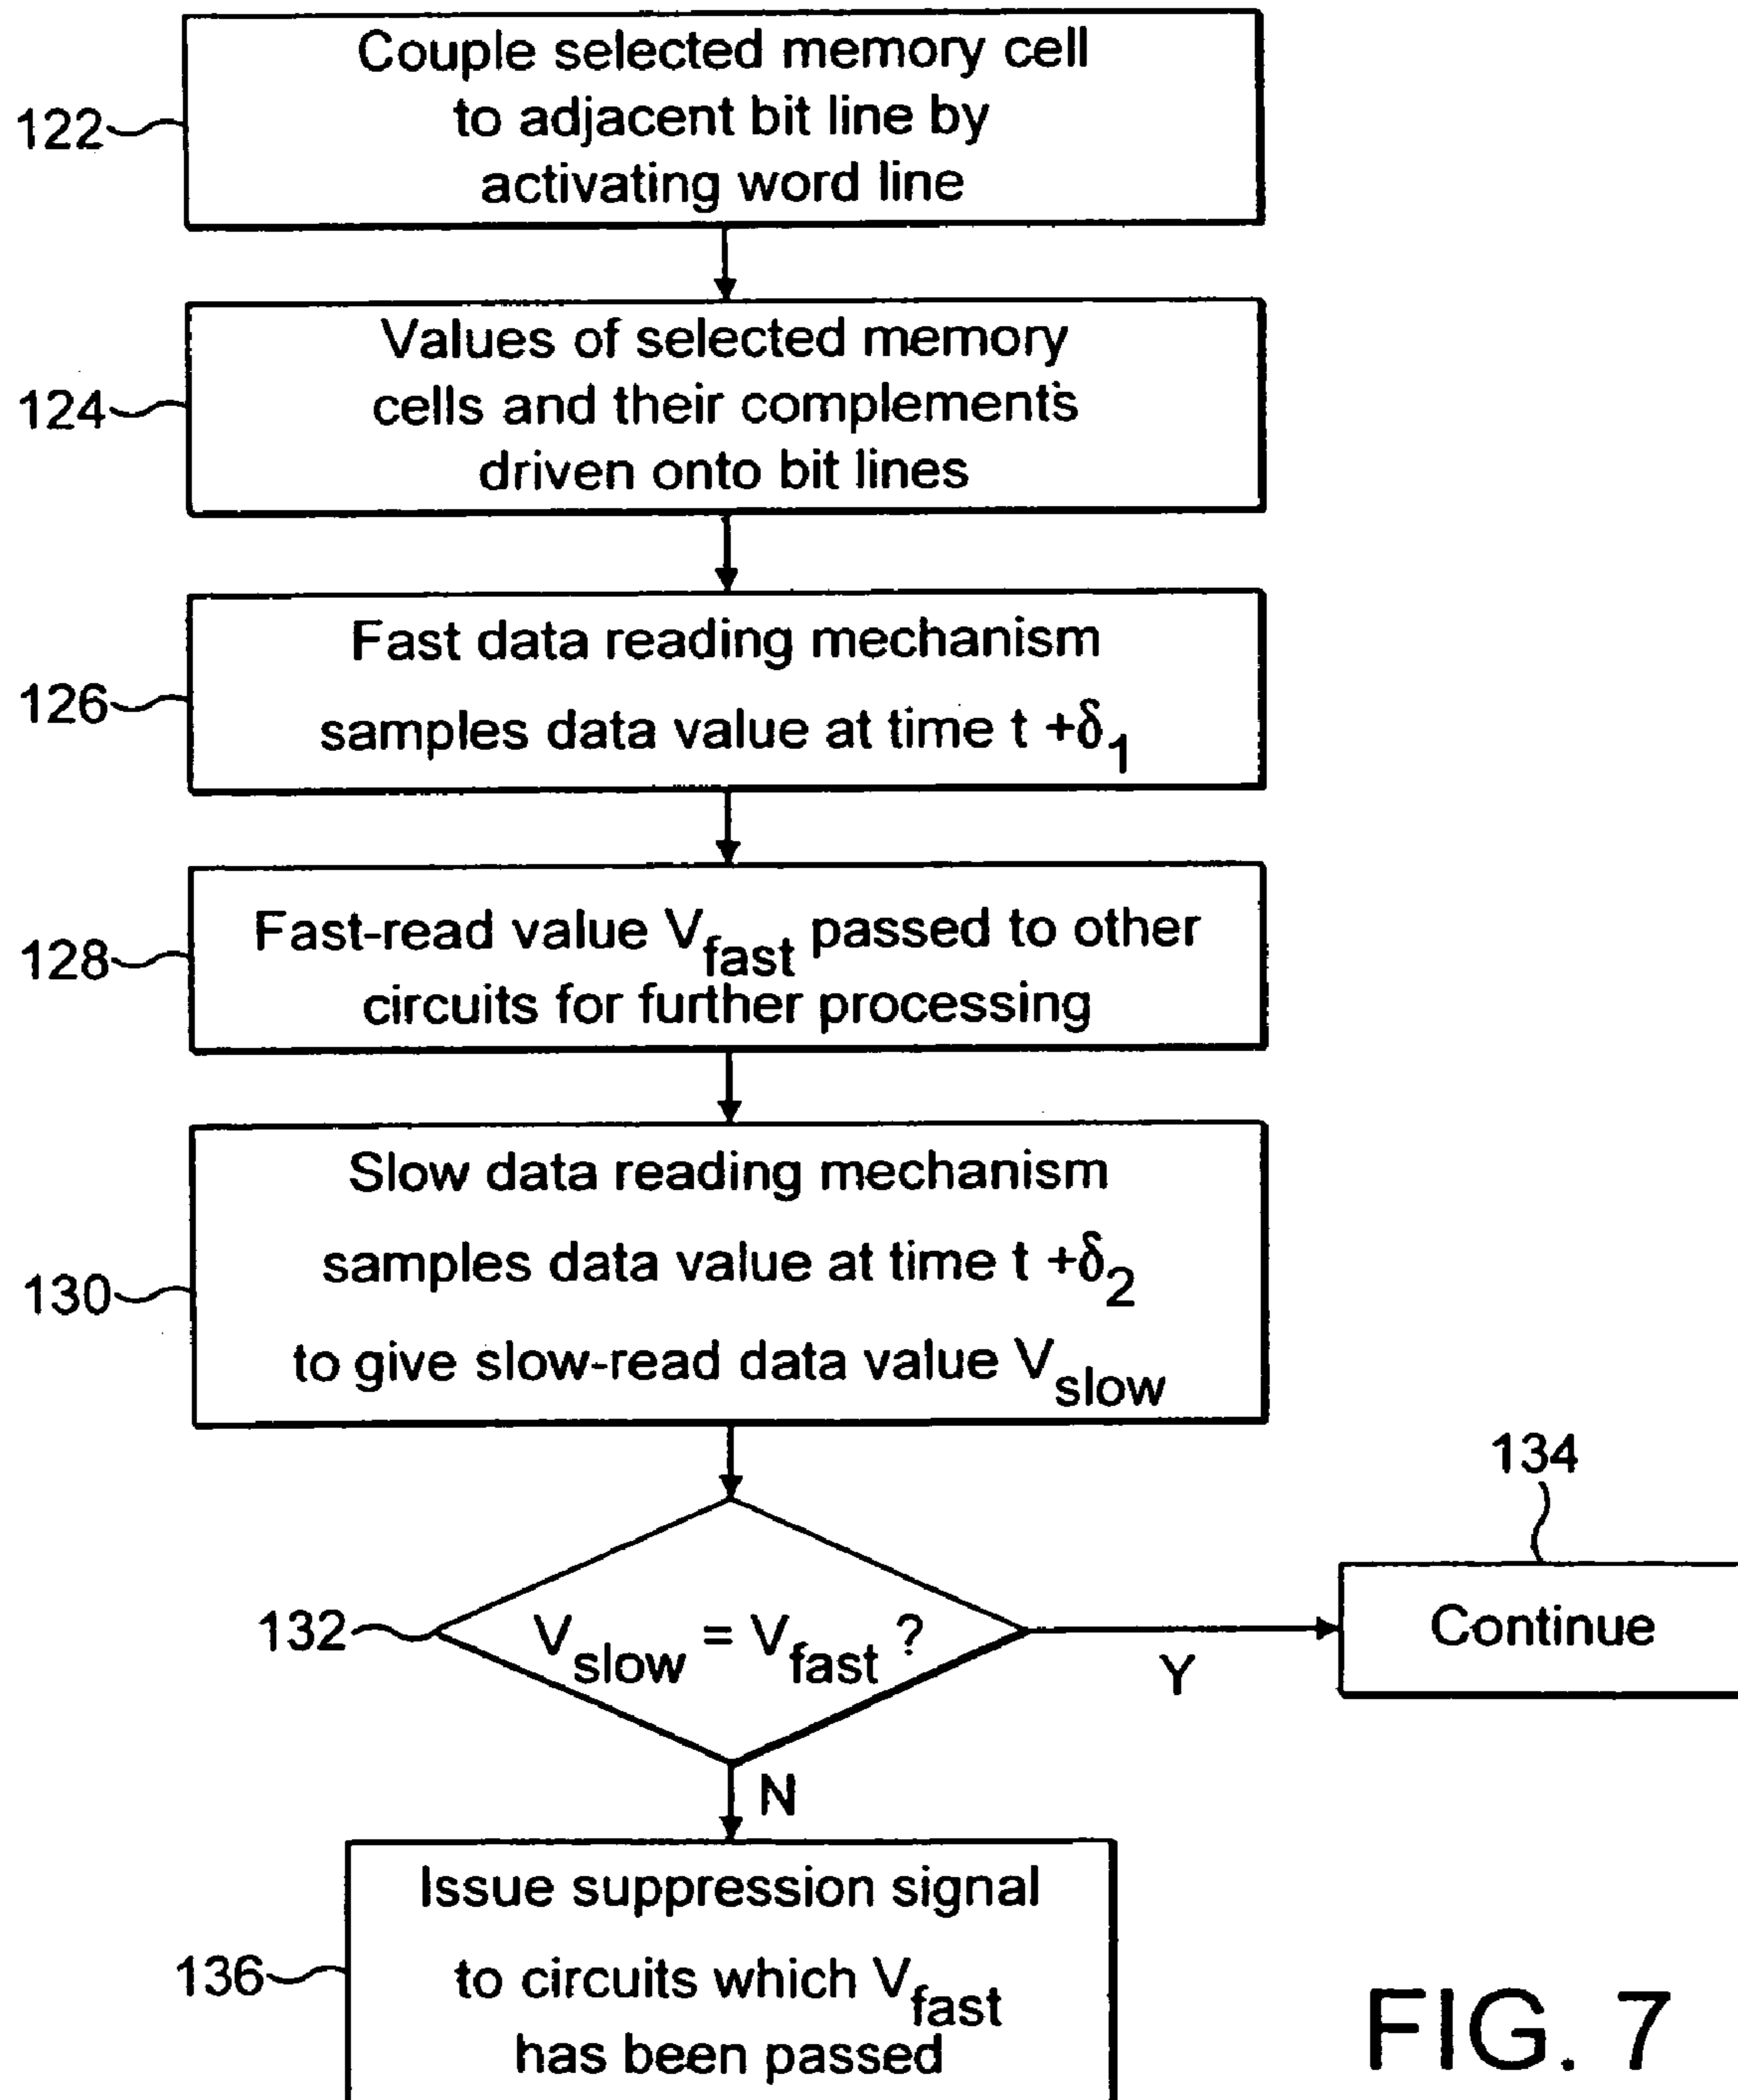 122
Couple selected memory cell
to adjacent bit line by
activating word line
124
Values of selected memory
cells and their complements
driven onto bit lines
126
Fast data reading mechanism
samples data value at time t +δ1
128
Fast-read value Vfast passed to other
circuits for further processing
130
Slow data reading mechanism
samples data value at time t +δ2
to give slow-read data value Vslow
132
Vslow = Vfast ?
Y
134
Continue
N
136
Issue suppression signal
to circuits which Vfast
has been passed
FIG. 7